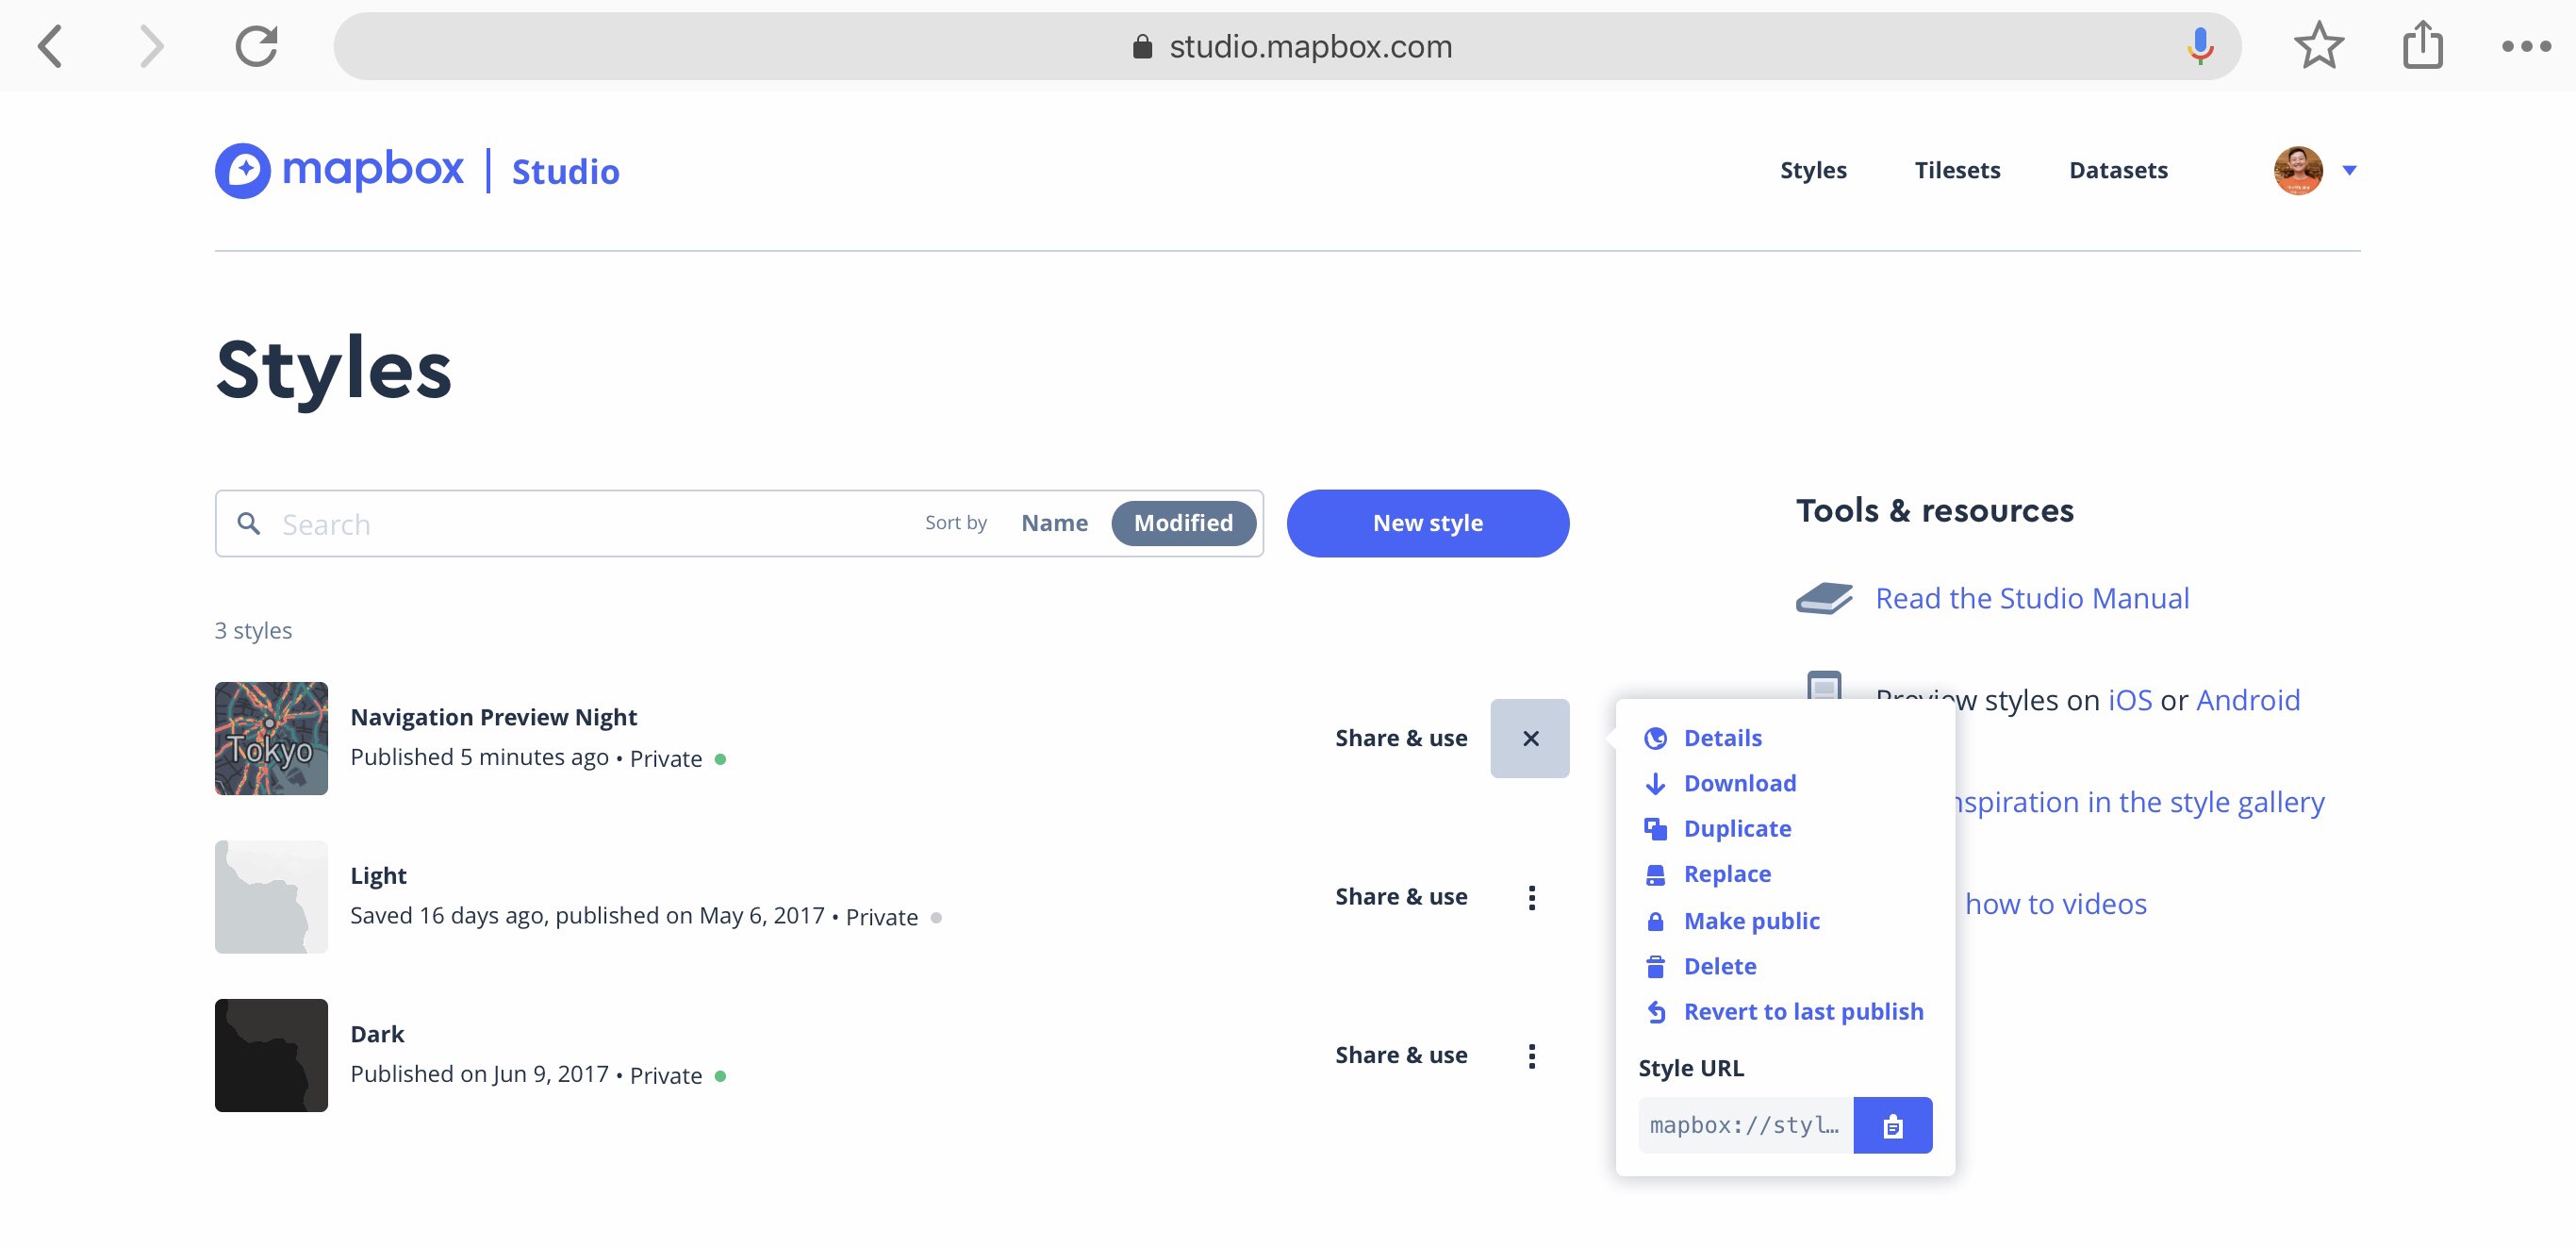 studio.mapbox.com
mapbox | Studio
Styles
Tilesets
Datasets
Styles
Search
Sort by
Name
Modified
New style
3 styles
Tokyo
Navigation Preview Night
Published 5 minutes ago • Private
Share & use
Light
Saved 16 days ago, published on May 6, 2017 • Private
Share & use
Dark
Published on Jun 9, 2017 • Private
Share & use
Details
Download
Duplicate
Replace
Make public
Delete
Revert to last publish
Style URL
mapbox://styl…
Tools & resources
Read the Studio Manual
Preview styles on iOS or Android
in the style gallery
how to videos